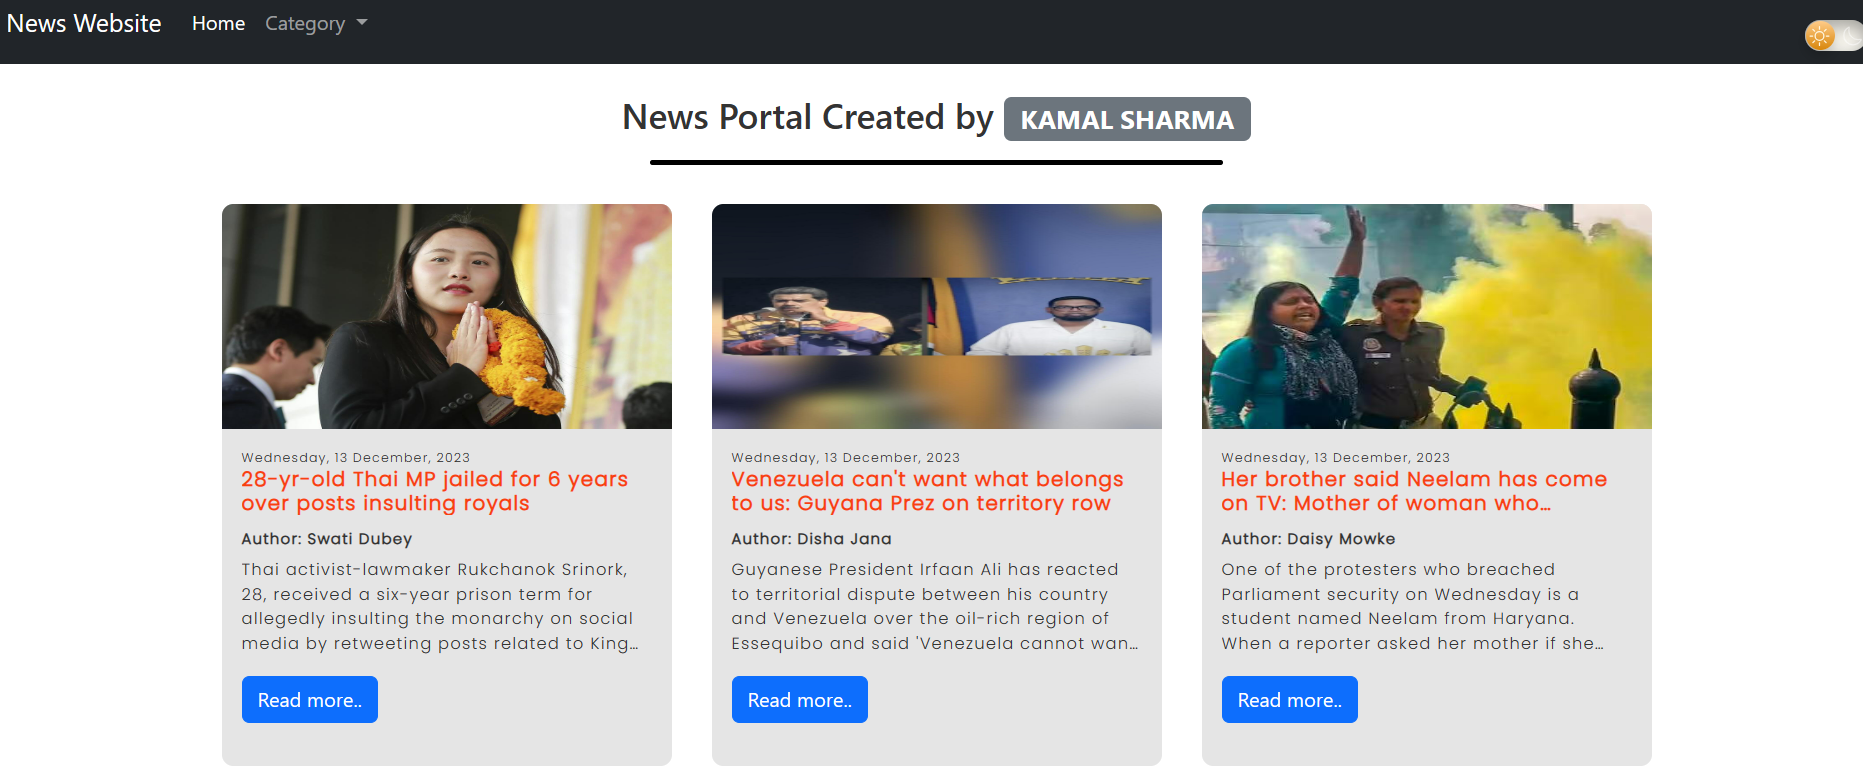 News Website Home Category
News Portal Created by KAMAL SHARMA
Wednesday, 13 December, 2023
28-yr-old Thai MP jailed for 6 years
over posts insulting royals
Author: Swati Dubey
Thai activist-lawmaker Rukchanok Srinork,
28, received a six-year prison term for
allegedly insulting the monarchy on social
media by retweeting posts related to King...
Read more..
Wednesday, 13 December, 2023
Venezuela can't want what belongs
to us: Guyana Prez on territory row
Author: Disha Jana
Guyanese President Irfaan Ali has reacted
to territorial dispute between his country
and Venezuela over the oil-rich region of
Essequibo and said 'Venezuela cannot wan...
Read more..
Wednesday, 13 December, 2023
Her brother said Neelam has come
on TV: Mother of woman who...
Author: Daisy Mowke
One of the protesters who breached
Parliament security on Wednesday is a
student named Neelam from Haryana.
When a reporter asked her mother if she...
Read more..